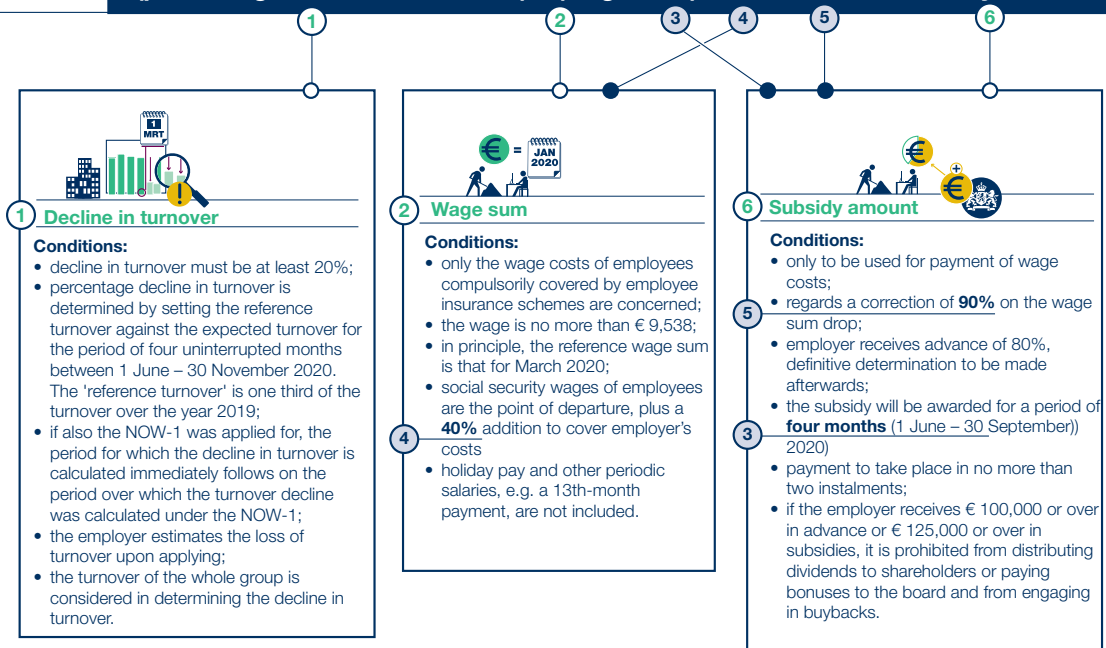 1
2
3
4
5
6
1
MRT
1 Decline in turnover
Conditions:
• decline in turnover must be at least 20%;
• percentage decline in turnover is
determined by setting the reference
turnover against the expected turnover for
the period of four uninterrupted months
between 1 June – 30 November 2020.
The 'reference turnover' is one third of the
turnover over the year 2019;
• if also the NOW-1 was applied for, the
period for which the decline in turnover is
calculated immediately follows on the
period over which the turnover decline
was calculated under the NOW-1;
• the employer estimates the loss of
turnover upon applying;
• the turnover of the whole group is
considered in determining the decline in
turnover.
€ = JAN
2020
2 Wage sum
Conditions:
• only the wage costs of employees
compulsorily covered by employee
insurance schemes are concerned;
• the wage is no more than € 9,538;
• in principle, the reference wage sum
is that for March 2020;
• social security wages of employees
are the point of departure, plus a
40% addition to cover employer's
4
costs
• holiday pay and other periodic
salaries, e.g. a 13th-month
payment, are not included.
€
+
€
6 Subsidy amount
Conditions:
• only to be used for payment of wage
costs;
• regards a correction of 90% on the wage
5
sum drop;
• employer receives advance of 80%,
definitive determination to be made
afterwards;
• the subsidy will be awarded for a period of
four months (1 June – 30 September))
3
2020)
• payment to take place in no more than
two instalments;
• if the employer receives € 100,000 or over
in advance or € 125,000 or over in
subsidies, it is prohibited from distributing
dividends to shareholders or paying
bonuses to the board and from engaging
in buybacks.